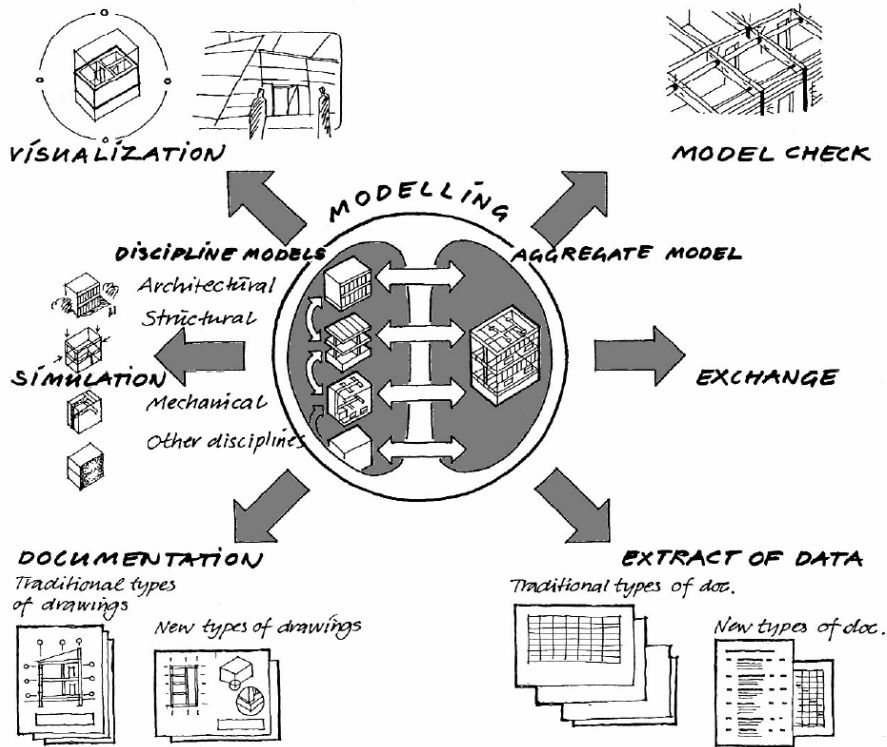 VISUALIZATION
MODEL CHECK
MODELLING
DISCIPLINE MODELS
AGGREGATE MODEL
Architectural
Structural
SIMULATION
EXCHANGE
Mechanical
Other disciplines
DOCUMENTATION
Traditional types
of drawings
New types of drawings
EXTRACT OF DATA
Traditional types of doc.
New types of doc.